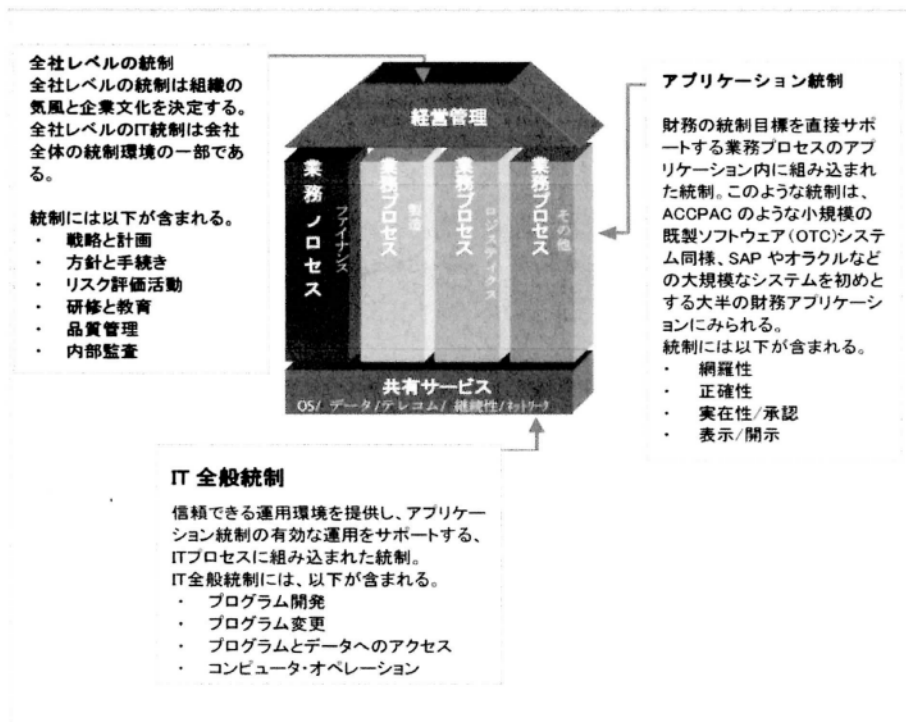 全社レベルの統制
全社レベルの統制は組織の
気風と企業文化を決定する。
全社レベルのIT統制は会社
全体の統制環境の一部であ
る。
統制には以下が含まれる。
・ 戦略と計画
・ 方針と手続き
・ リスク評価活動
・ 研修と教育
・ 品質管理
・ 内部監査
経営管理
業務プロセス
ファイナンス
業務プロセス
製造
業務プロセス
ロジスティクス
業務プロセス
その他
共有サービス
OS/ データ/テレコム/ 継続性/ネットワーク
アプリケーション統制
財務の統制目標を直接サポ
ートする業務プロセスのアプ
リケーション内に組み込まれ
た統制。このような統制は、
ACCPAC のような小規模の
既製ソフトウェア(OTC)システ
ム同様、SAP やオラクルなど
の大規模なシステムを初めと
する大半の財務アプリケーシ
ョンにみられる。
統制には以下が含まれる。
・ 網羅性
・ 正確性
・ 実在性/承認
・ 表示/開示
IT 全般統制
信頼できる運用環境を提供し、アプリケー
ション統制の有効な運用をサポートする、
ITプロセスに組み込まれた統制。
IT全般統制には、以下が含まれる。
・ プログラム開発
・ プログラム変更
・ プログラムとデータへのアクセス
・ コンピュータ・オペレーション